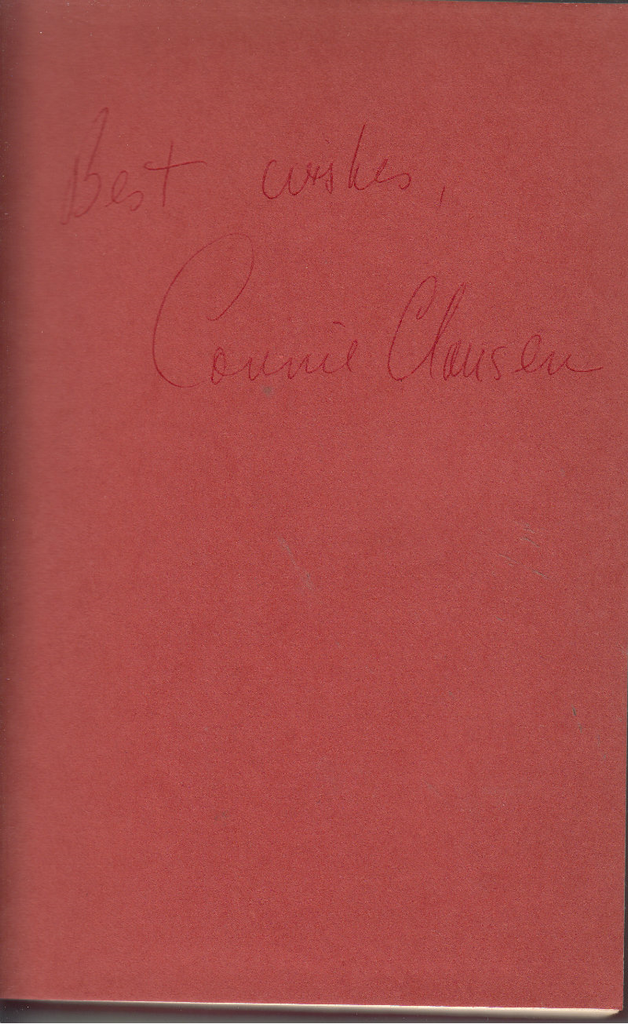 Best wishes,
Connie Clausen